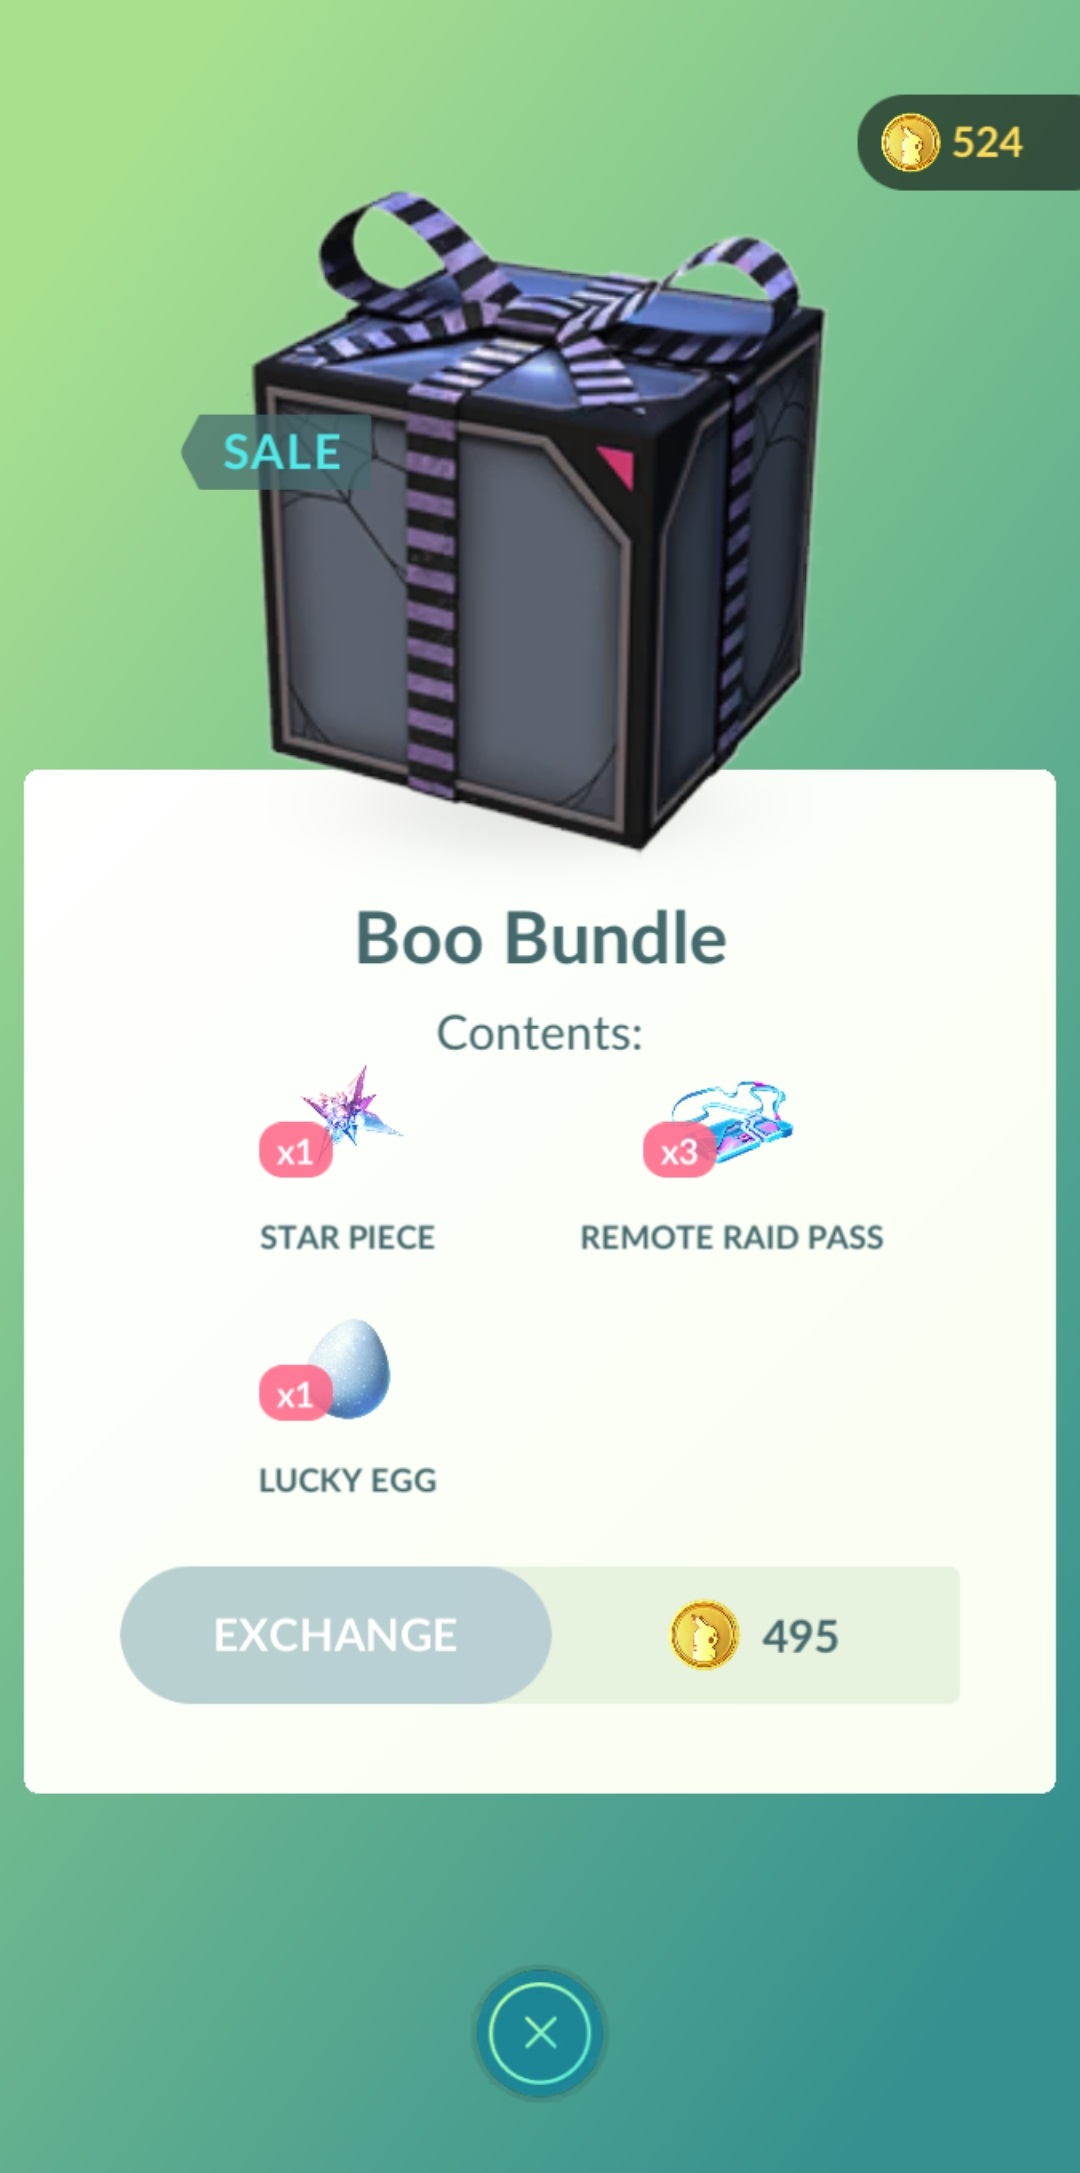 524
SALE
Boo Bundle
Contents:
x1
x3
STAR PIECE
REMOTE RAID PASS
x1
LUCKY EGG
EXCHANGE
495